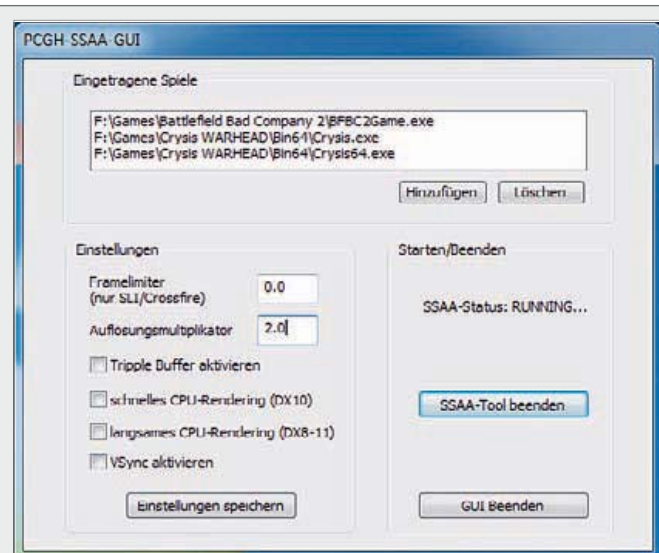 PCGH-SSAA-GUI
Eingetragene Spiele
F:\Games\Battlefield Bad Company 2\BFBC2Game.exe
F:\Games\Crysis WARHEAD\Bin64\Crysis.exe
F:\Games\Crysis WARHEAD\Bin64\Crysis64.exe
Hinzufügen
Löschen
Einstellungen
Framelimiter
(nur SLI/Crossfire)
0.0
Auflösungsmultiplikator
2.0
Tripple Buffer aktivieren
schnelles CPU-Rendering (DX10)
langsames CPU-Rendering (DX8-11)
VSync aktivieren
Einstellungen speichern
Starten/Beenden
SSAA-Status: RUNNING...
SSAA-Tool beenden
GUI Beenden